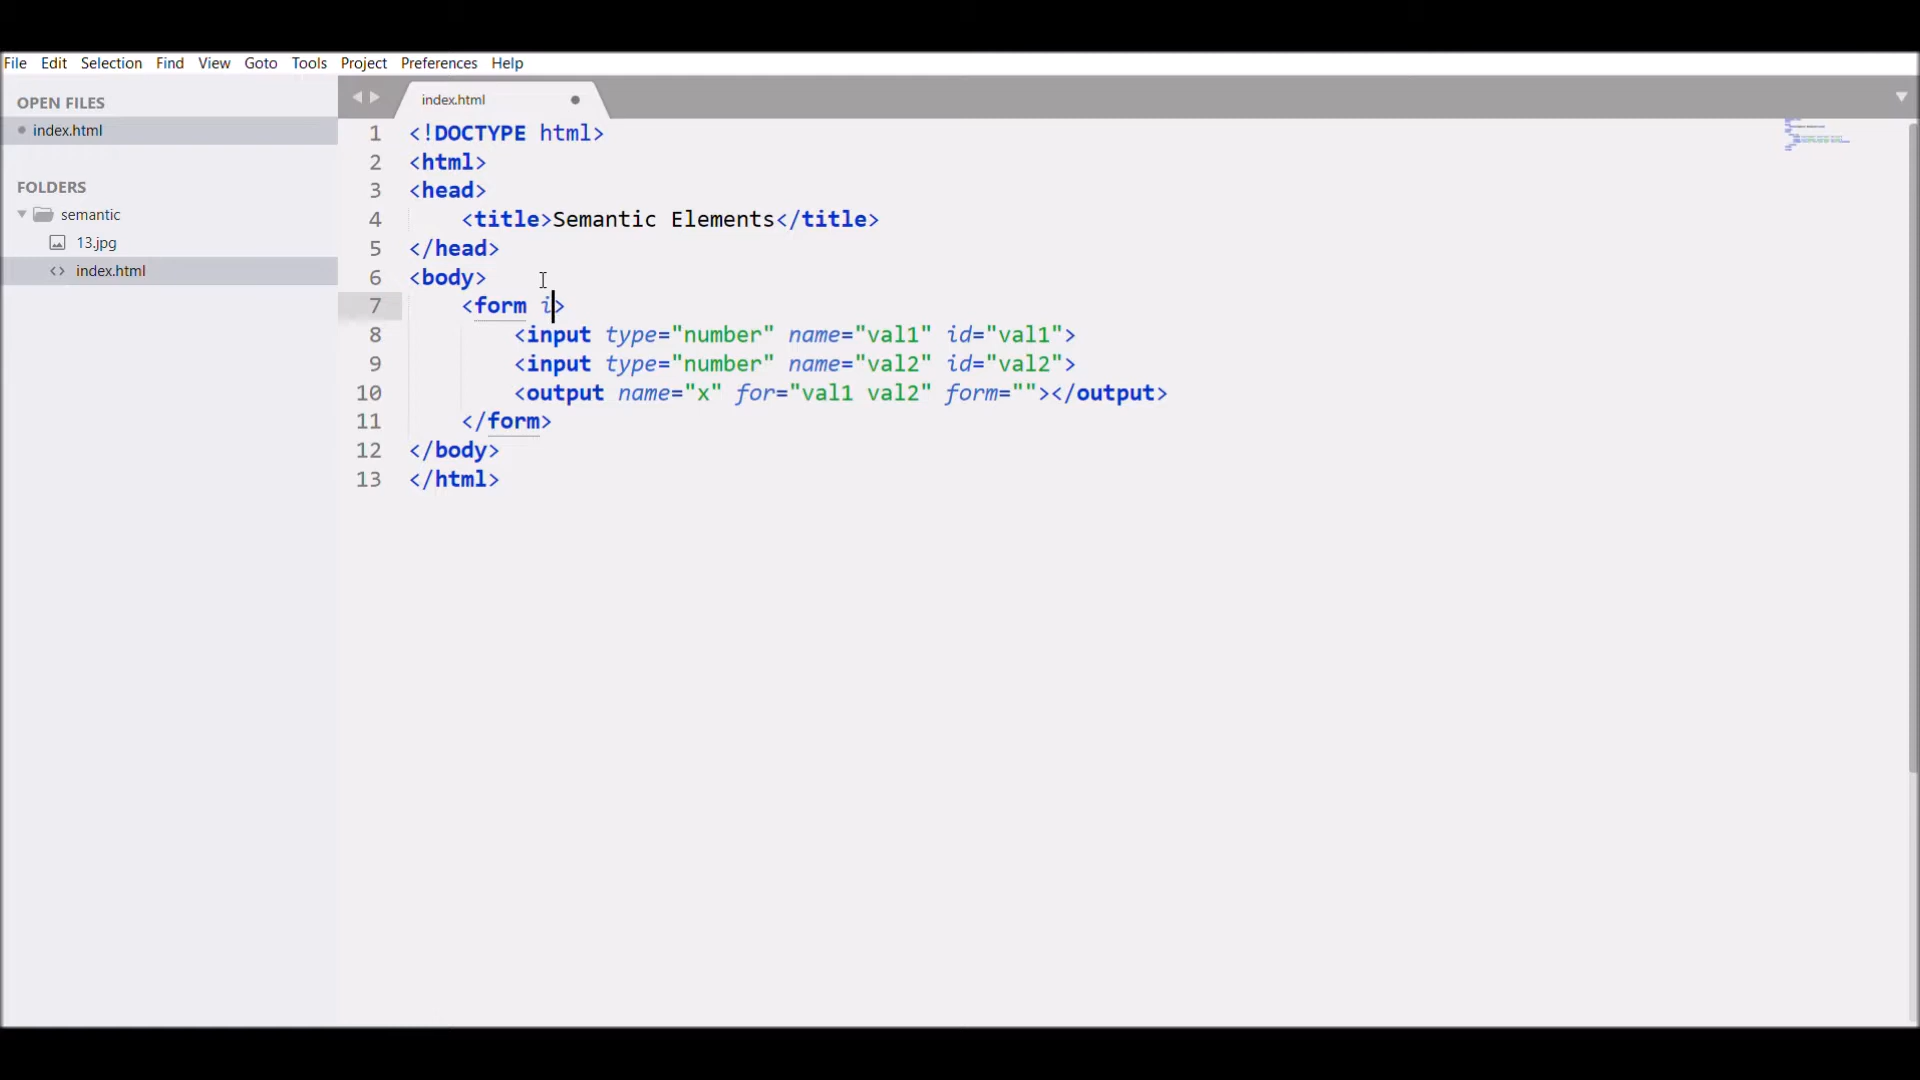 File Edit Selection Find View Goto Tools Project Preferences Help
OPEN FILES
index.html
FOLDERS
semantic
13.jpg
index.html
index.html
1 <!DOCTYPE html>
2 <html>
3 <head>
4 <title>Semantic Elements</title>
5 </head>
6 <body>
7 <form i>
8 <input type="number" name="val1" id="val1">
9 <input type="number" name="val2" id="val2">
10 <output name="x" for="val1 val2" form=""></output>
11 </form>
12 </body>
13 </html>